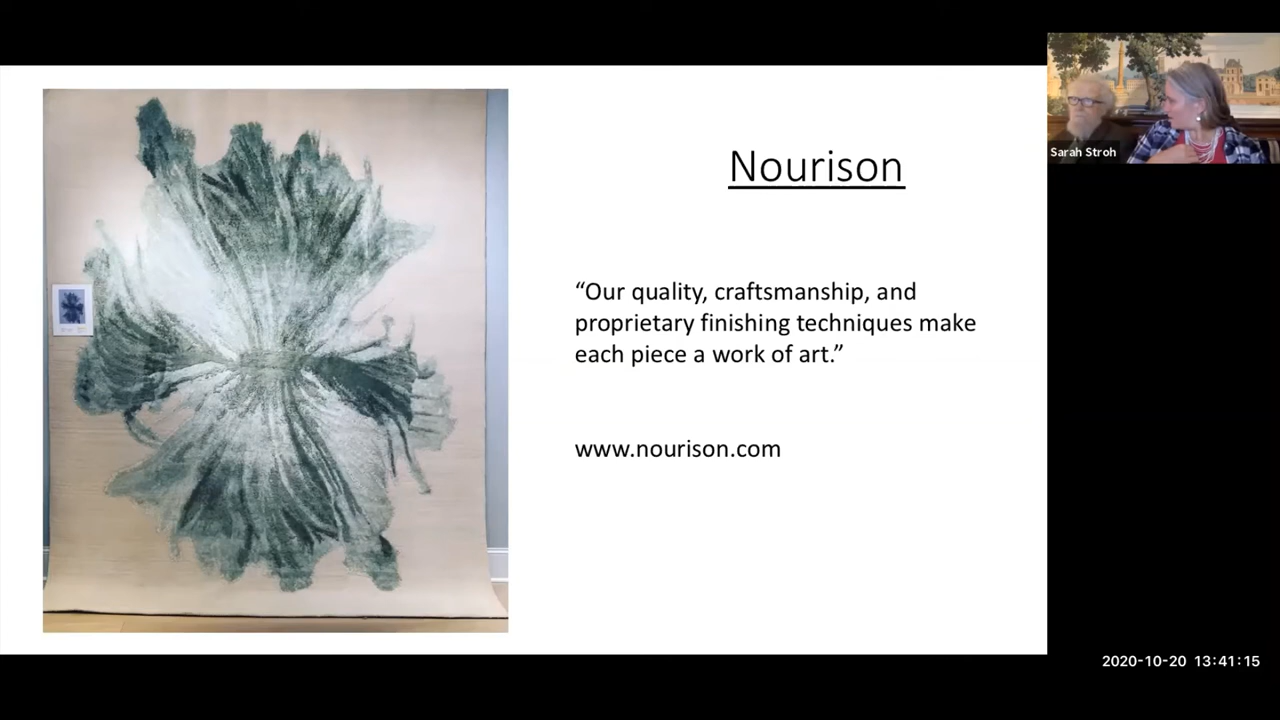 Nourison
“Our quality, craftsmanship, and
proprietary finishing techniques make
each piece a work of art.”
www.nourison.com
Sarah Stroh
2020-10-20 13:41:15